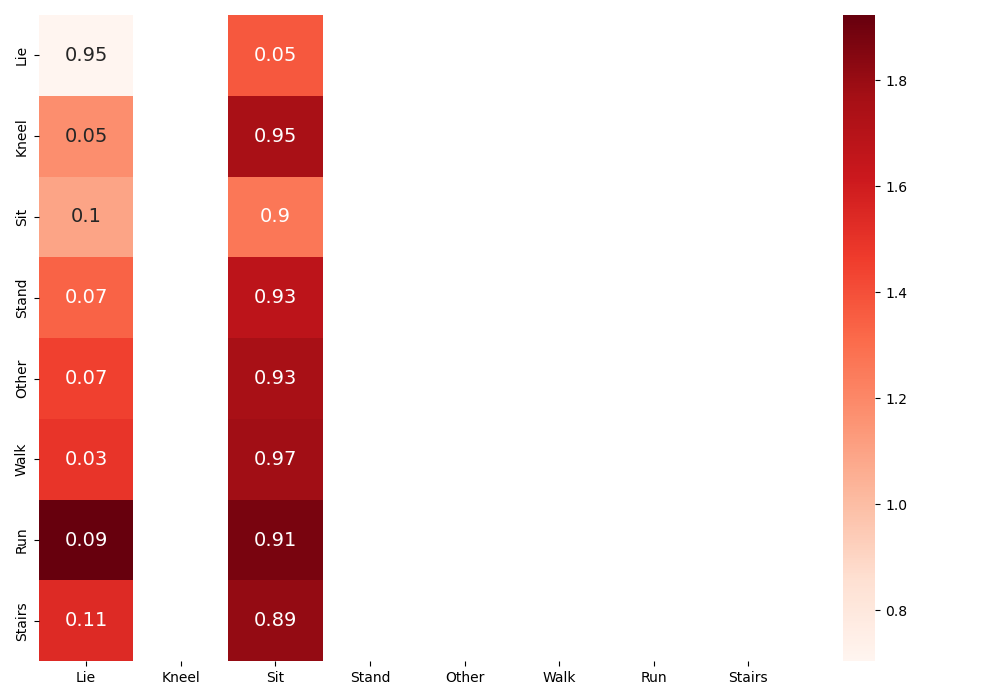 Lie 0.95 0.05
Kneel 0.05 0.95
Sit 0.1 0.9
Stand 0.07 0.93
Other 0.07 0.93
Walk 0.03 0.97
Run 0.09 0.91
Stairs 0.11 0.89
Lie Kneel Sit Stand Other Walk Run Stairs
1.8
1.6
1.4
1.2
1.0
0.8